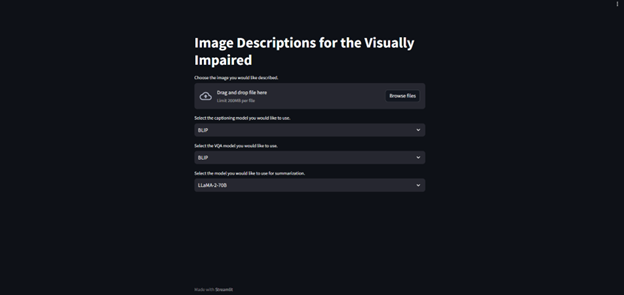 Image Descriptions for the Visually
Impaired
Choose the image you would like described.
Drag and drop file here
Limit 200MB per file
Browse files
Select the captioning model you would like to use.
BLIP
Select the VQA model you would like to use.
BLIP
Select the model you would like to use for summarization.
LLaMA-2-70B
Made with Streamlit